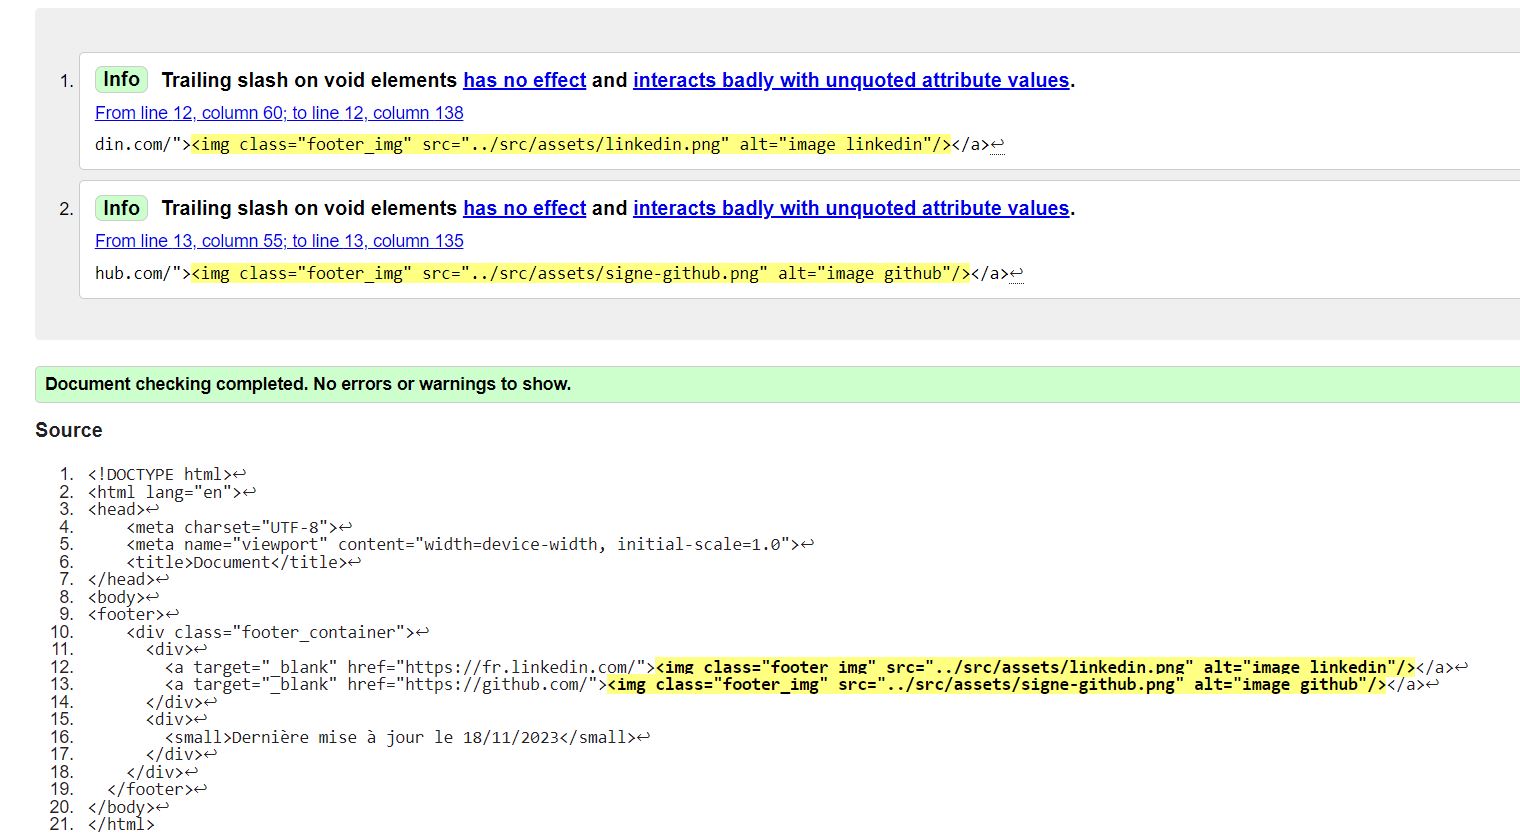 1. Info Trailing slash on void elements has no effect and interacts badly with unquoted attribute values.
From line 12, column 60; to line 12, column 138
din.com/"><img class="footer_img" src="../src/assets/linkedin.png" alt="image linkedin"/></a>↩
2. Info Trailing slash on void elements has no effect and interacts badly with unquoted attribute values.
From line 13, column 55; to line 13, column 135
hub.com/"><img class="footer_img" src="../src/assets/signe-github.png" alt="image github"/></a>↩
Document checking completed. No errors or warnings to show.
Source
1. <!DOCTYPE html>↩
2. <html lang="en">↩
3. <head>↩
4.     <meta charset="UTF-8">↩
5.     <meta name="viewport" content="width=device-width, initial-scale=1.0">↩
6.     <title>Document</title>↩
7. </head>↩
8. <body>↩
9. <footer>↩
10.     <div class="footer_container">↩
11.       <div>↩
12.         <a target="_blank" href="https://fr.linkedin.com/"><img class="footer_img" src="../src/assets/linkedin.png" alt="image linkedin"/></a>↩
13.         <a target="_blank" href="https://github.com/"><img class="footer_img" src="../src/assets/signe-github.png" alt="image github"/></a>↩
14.       </div>↩
15.       <div>↩
16.         <small>Dernière mise à jour le 18/11/2023</small>↩
17.       </div>↩
18.     </div>↩
19.   </footer>↩
20. </body>↩
21. </html>